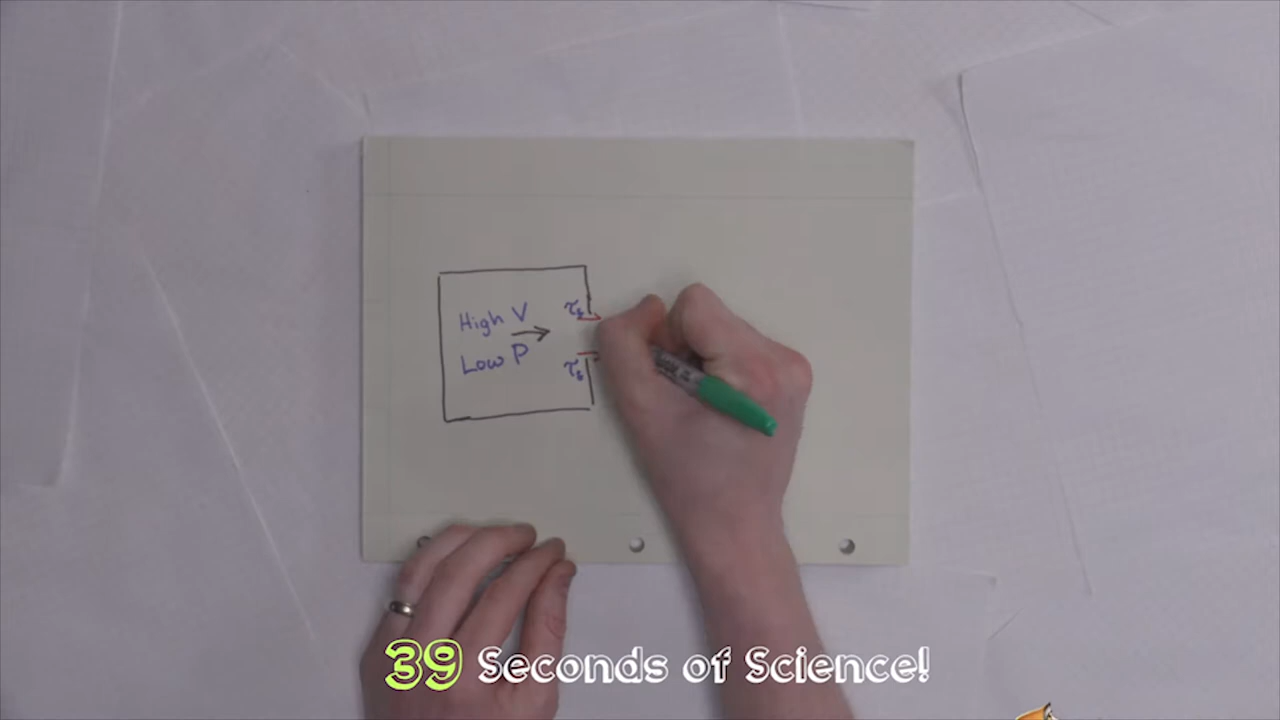 High V
Low P
τ
τ
39 Seconds of Science!